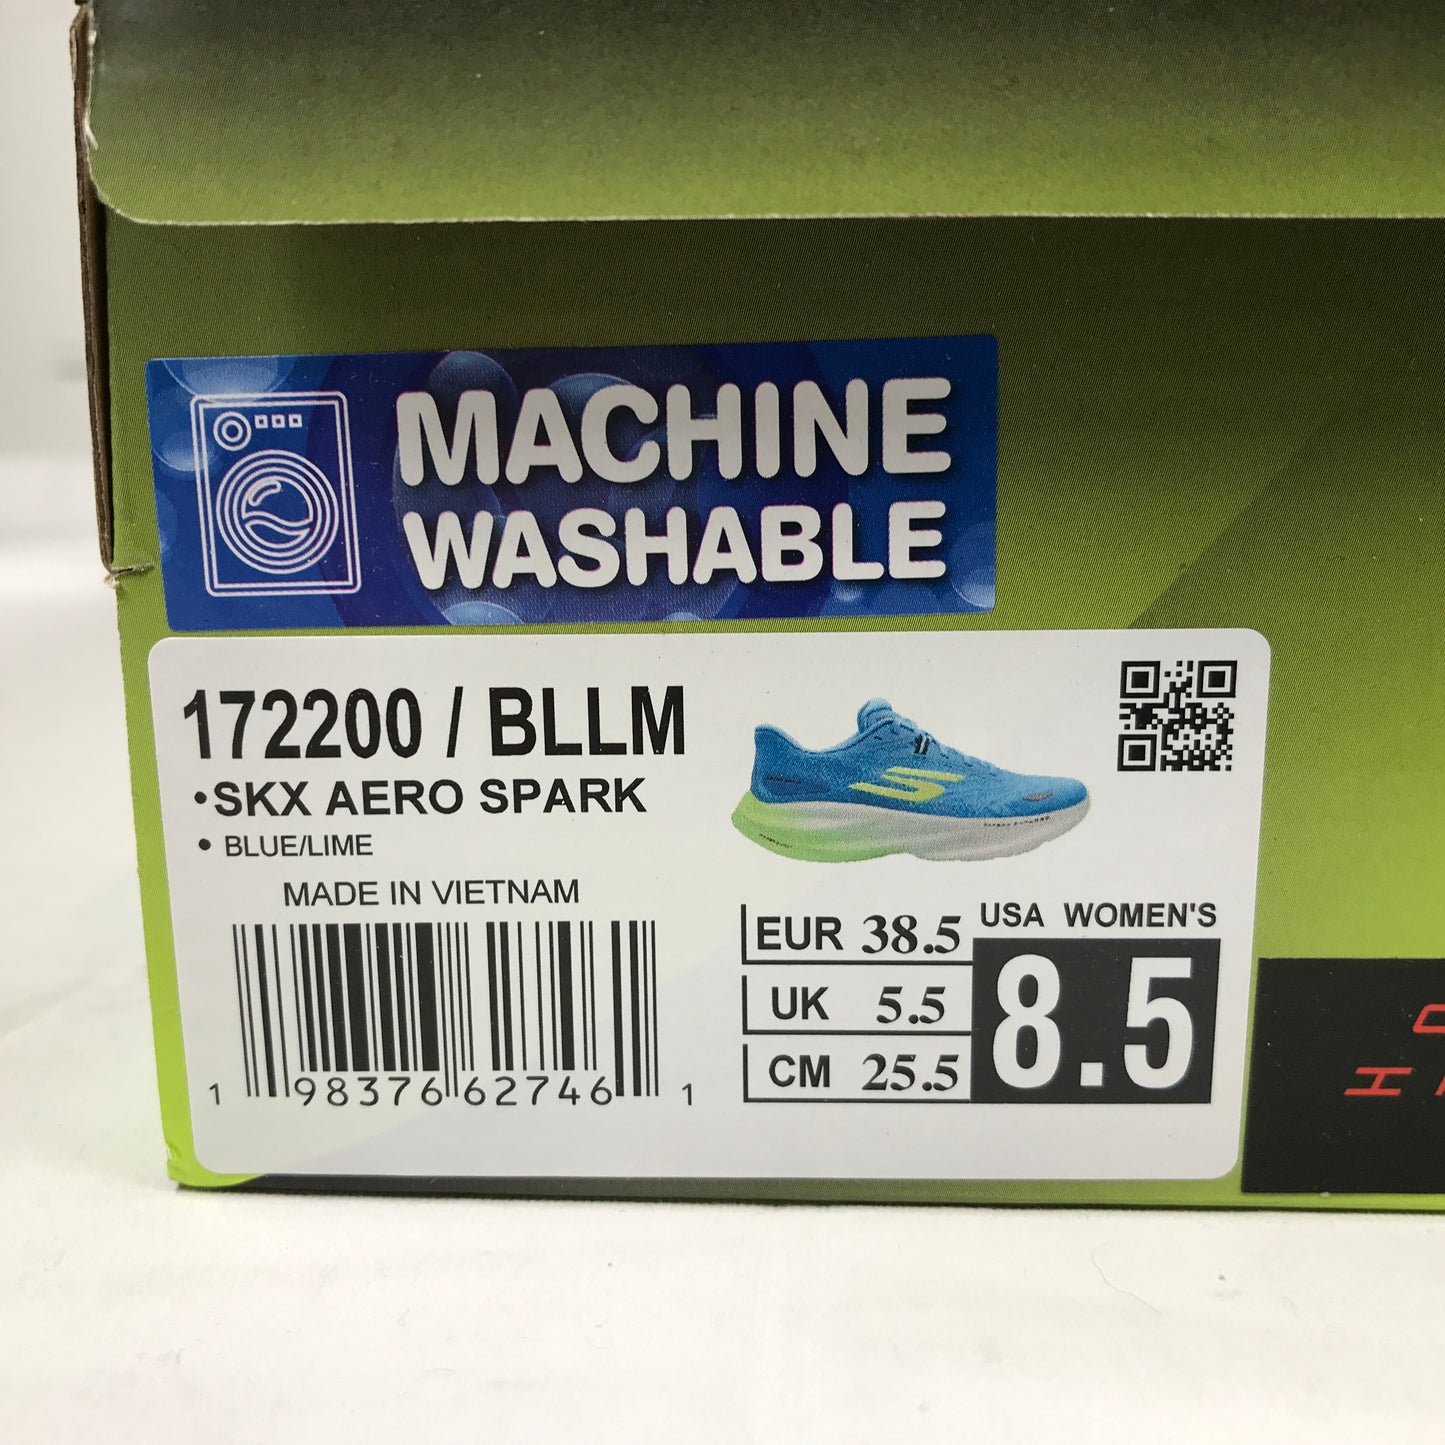 MACHINE
WASHABLE
172200 / BLLM
•SKX AERO SPARK
• BLUE/LIME
MADE IN VIETNAM
1 98376 62746 1
USA WOMEN'S
EUR 38.5
UK 5.5
CM 25.5
8.5